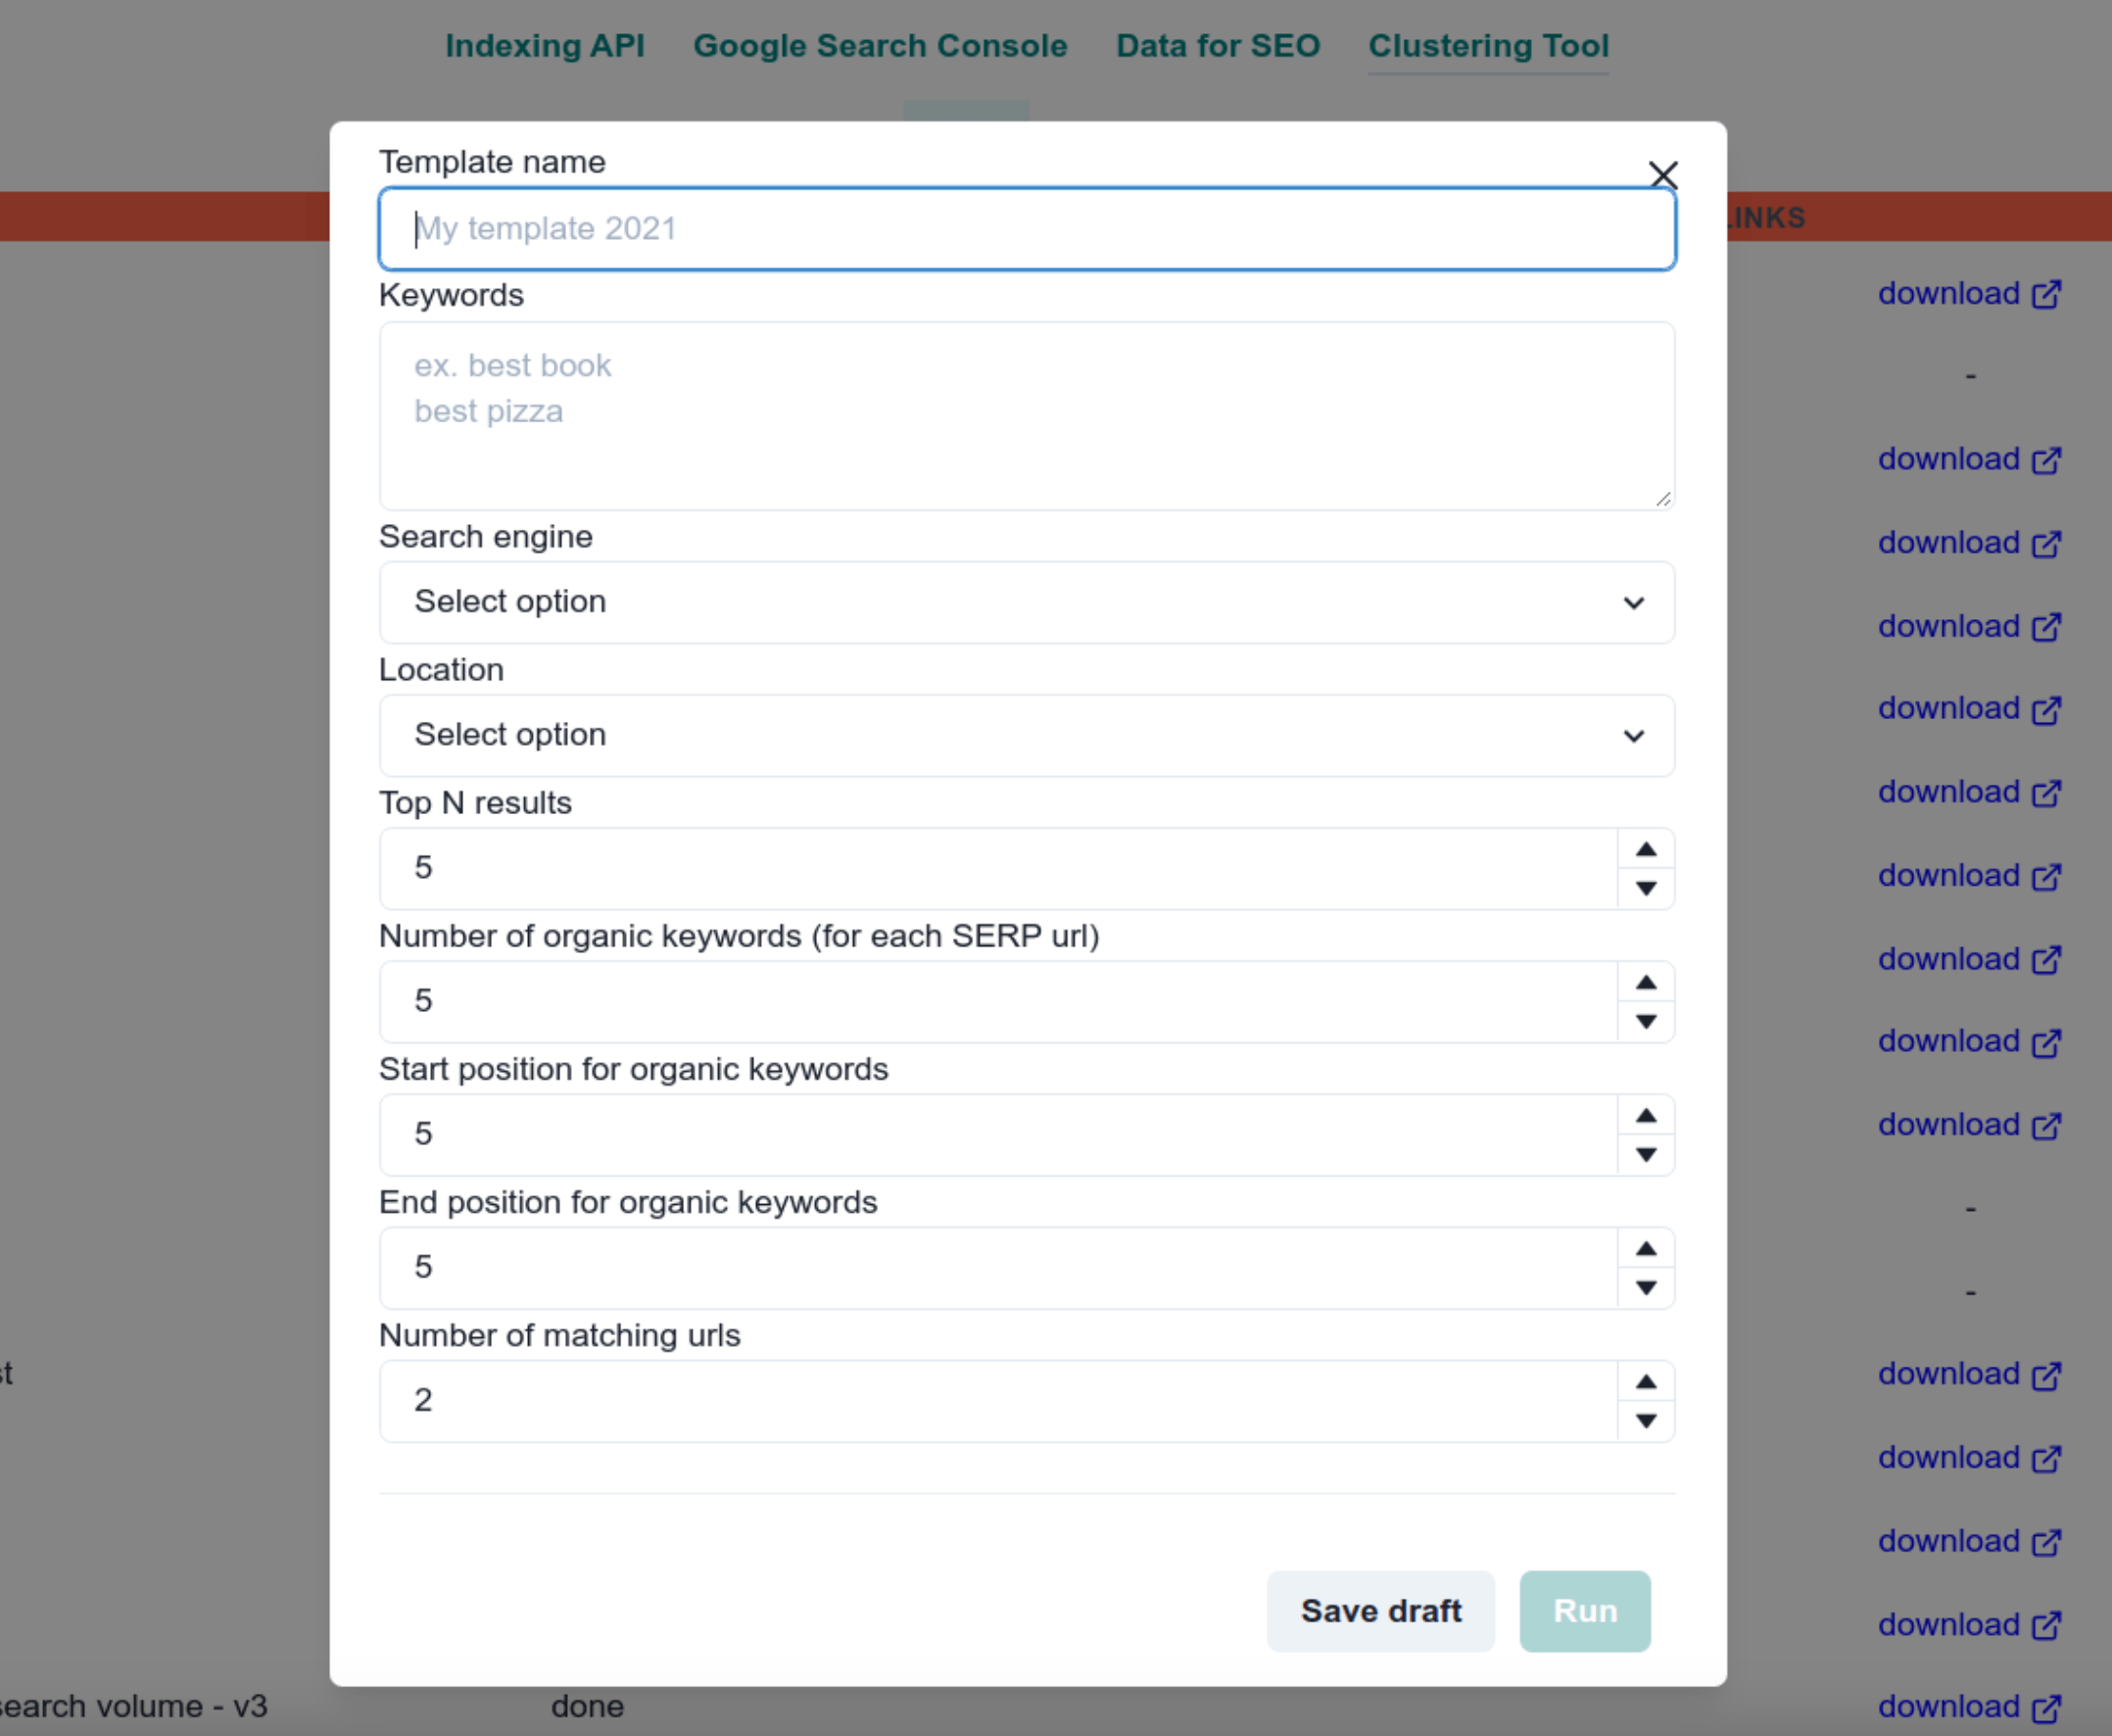 Indexing API Google Search Console Data for SEO Clustering Tool
Template name
My template 2021
LINKS
Keywords
download
ex. best book
best pizza
-
download
Search engine
download
Select option
download
Location
download
Select option
download
Top N results
5
download
Number of organic keywords (for each SERP url)
download
5
download
Start position for organic keywords
5
download
End position for organic keywords
-
5
-
Number of matching urls
st
download
2
download
download
Save draft Run
download
search volume - v3 done download